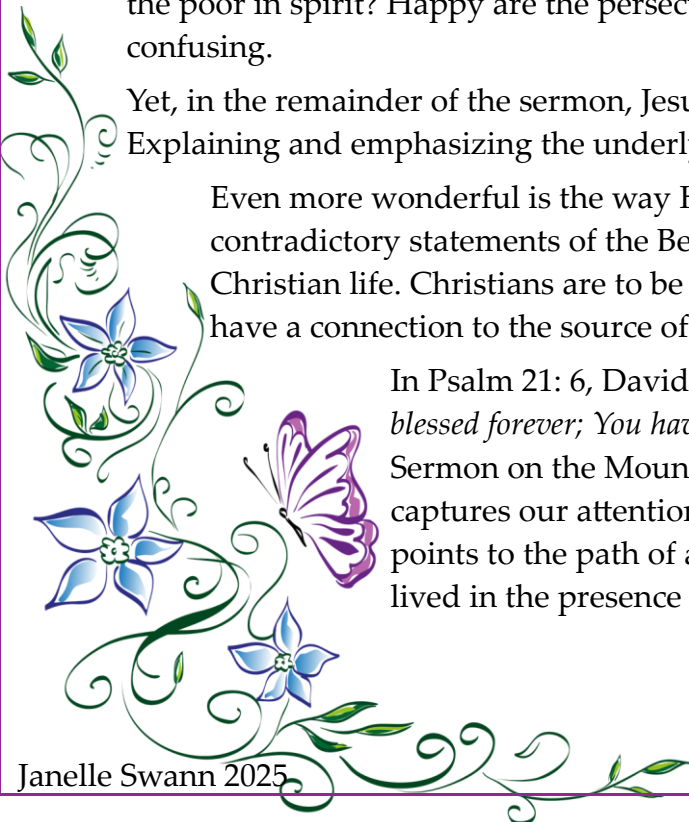 the poor in spirit? Happy are the persec
confusing.
Yet, in the remainder of the sermon, Jesu
Explaining and emphasizing the underl
Even more wonderful is the way H
contradictory statements of the Be
Christian life. Christians are to be
have a connection to the source of
In Psalm 21: 6, David
blessed forever; You hav
Sermon on the Moun
captures our attention
points to the path of a
lived in the presence
Janelle Swann 2025